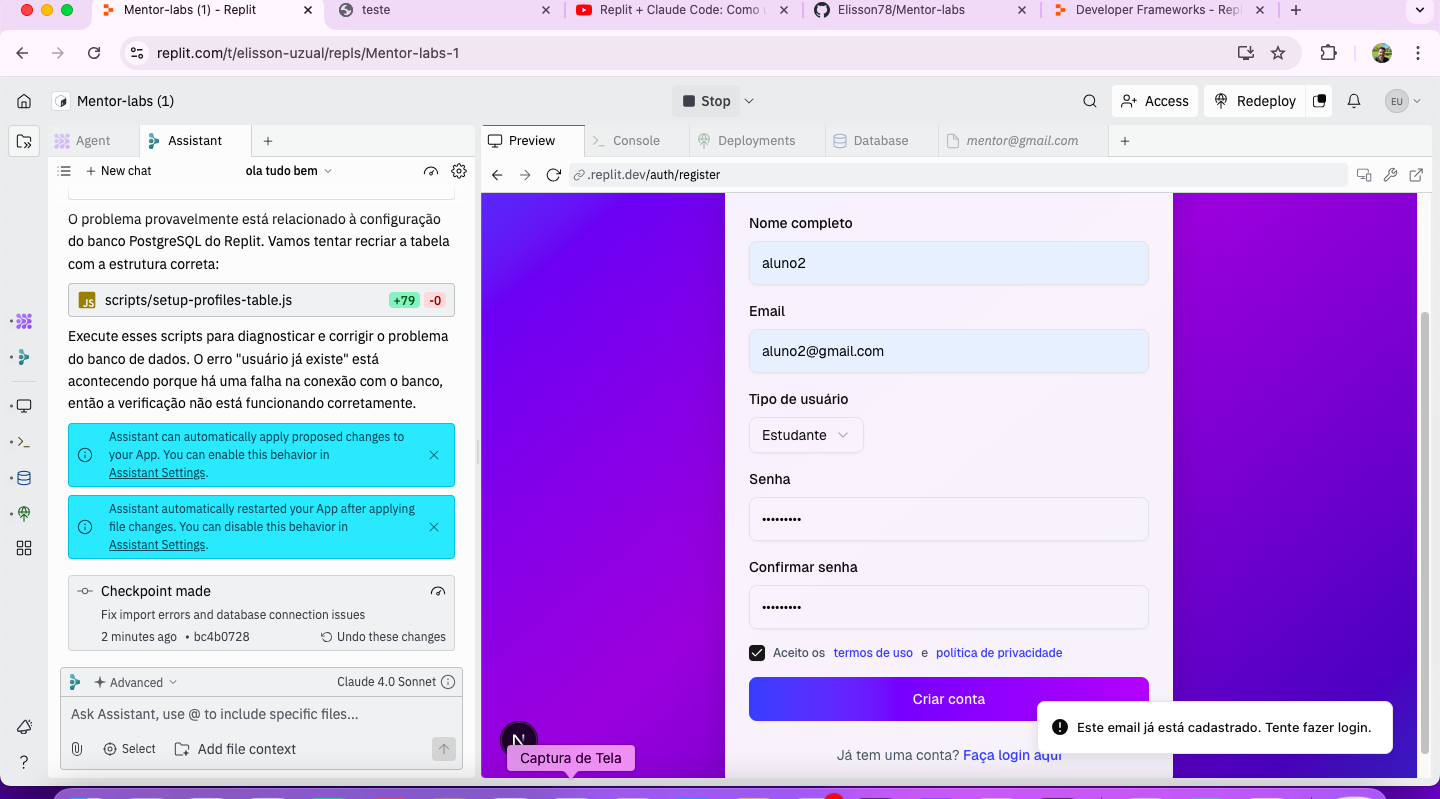 Mentor-labs (1) - Replit
teste
Replit + Claude Code: Como
Elisson78/Mentor-labs
Developer Frameworks - Repl
replit.com/t/elisson-uzual/repls/Mentor-labs-1
Mentor-labs (1)
Stop
Access
Redeploy
EU
Agent
Assistant
Preview
Console
Deployments
Database
mentor@gmail.com
New chat
ola tudo bem
.replit.dev/auth/register
O problema provavelmente está relacionado à configuração
do banco PostgreSQL do Replit. Vamos tentar recriar a tabela
com a estrutura correta:
JS scripts/setup-profiles-table.js +79 -0
Execute esses scripts para diagnosticar e corrigir o problema
do banco de dados. O erro "usuário já existe" está
acontecendo porque há uma falha na conexão com o banco,
então a verificação não está funcionando corretamente.
Assistant can automatically apply proposed changes to
your App. You can enable this behavior in
Assistant Settings.
Assistant automatically restarted your App after applying
file changes. You can disable this behavior in
Assistant Settings.
Checkpoint made
Fix import errors and database connection issues
2 minutes ago • bc4b0728 Undo these changes
Advanced Claude 4.0 Sonnet
Ask Assistant, use @ to include specific files...
Select Add file context
Nome completo
aluno2
Email
aluno2@gmail.com
Tipo de usuário
Estudante
Senha
•••••••••
Confirmar senha
•••••••••
Aceito os termos de uso e política de privacidade
Criar conta
Este email já está cadastrado. Tente fazer login.
Já tem uma conta? Faça login aqui
N
Captura de Tela